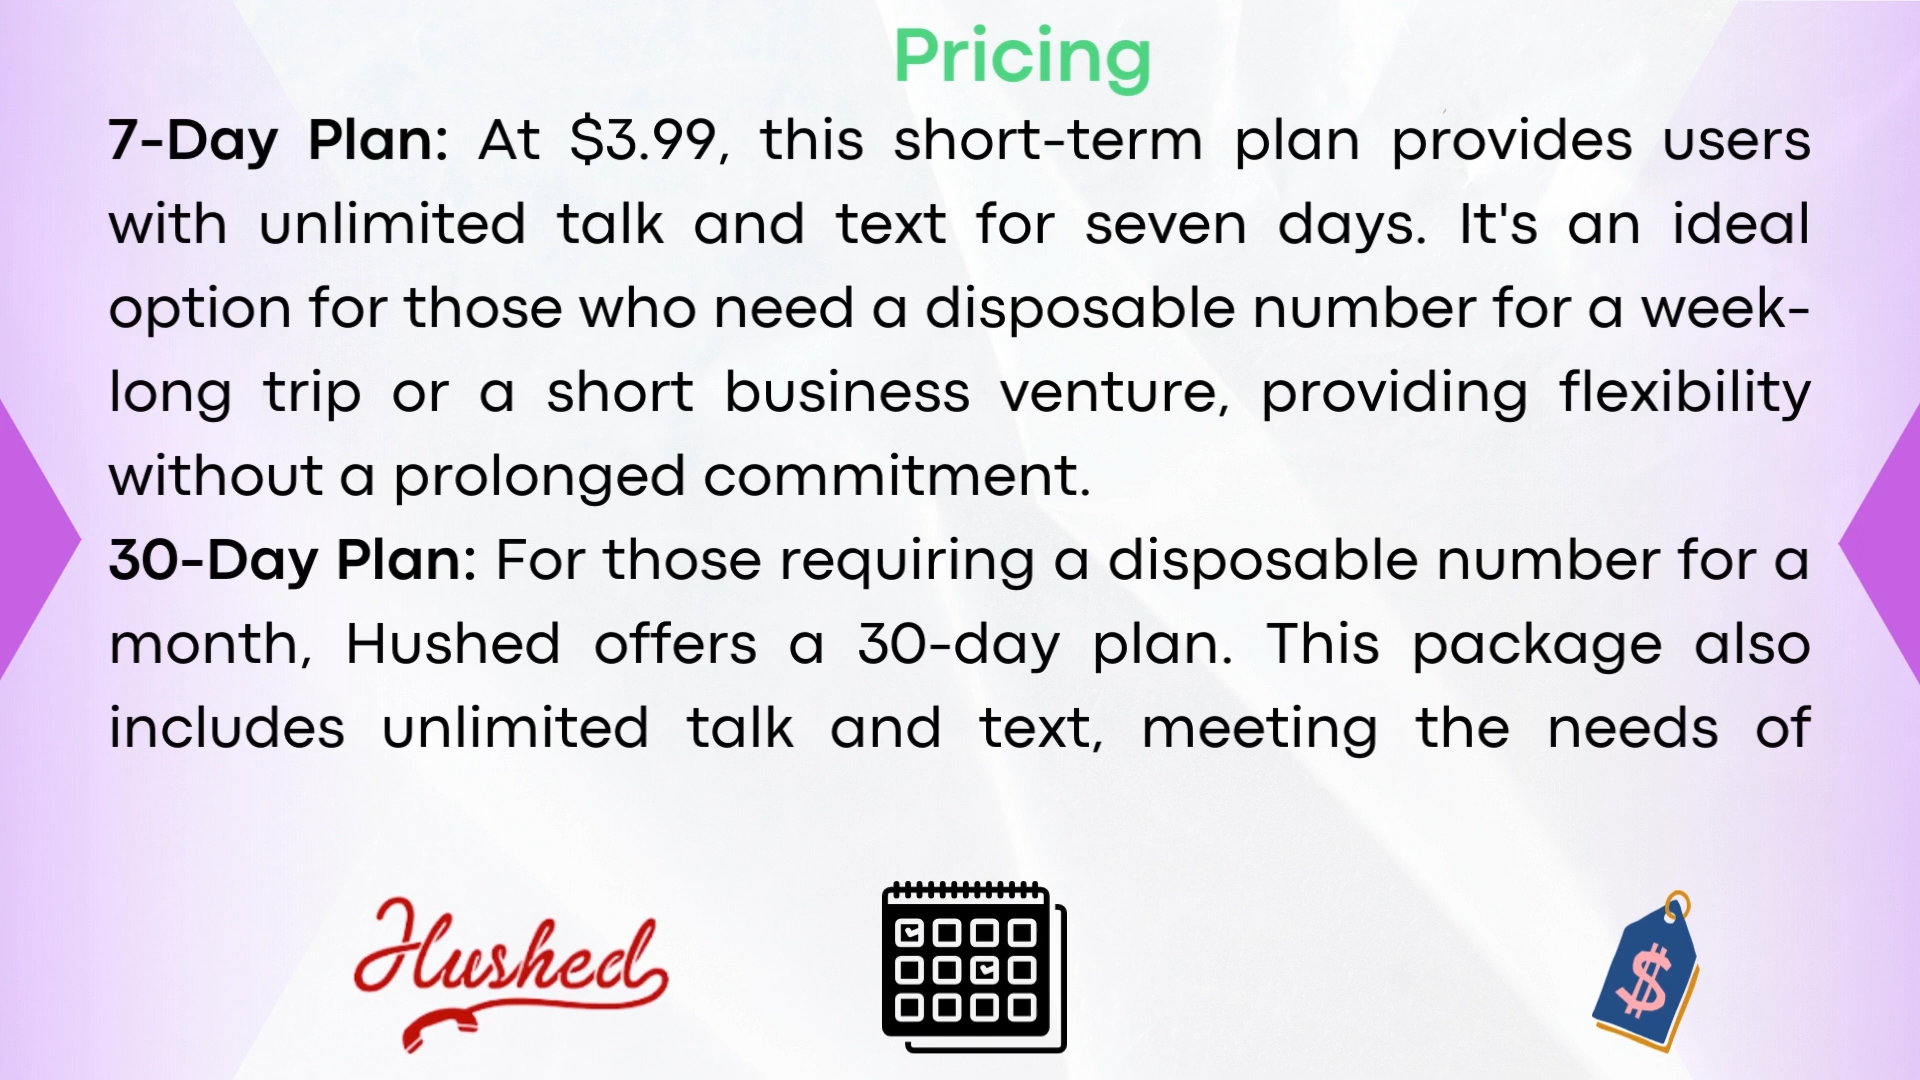 Pricing
7-Day Plan: At $3.99, this short-term plan provides users
with unlimited talk and text for seven days. It's an ideal
option for those who need a disposable number for a week-
long trip or a short business venture, providing flexibility
without a prolonged commitment.
30-Day Plan: For those requiring a disposable number for a
month, Hushed offers a 30-day plan. This package also
includes unlimited talk and text, meeting the needs of
Hushed
$